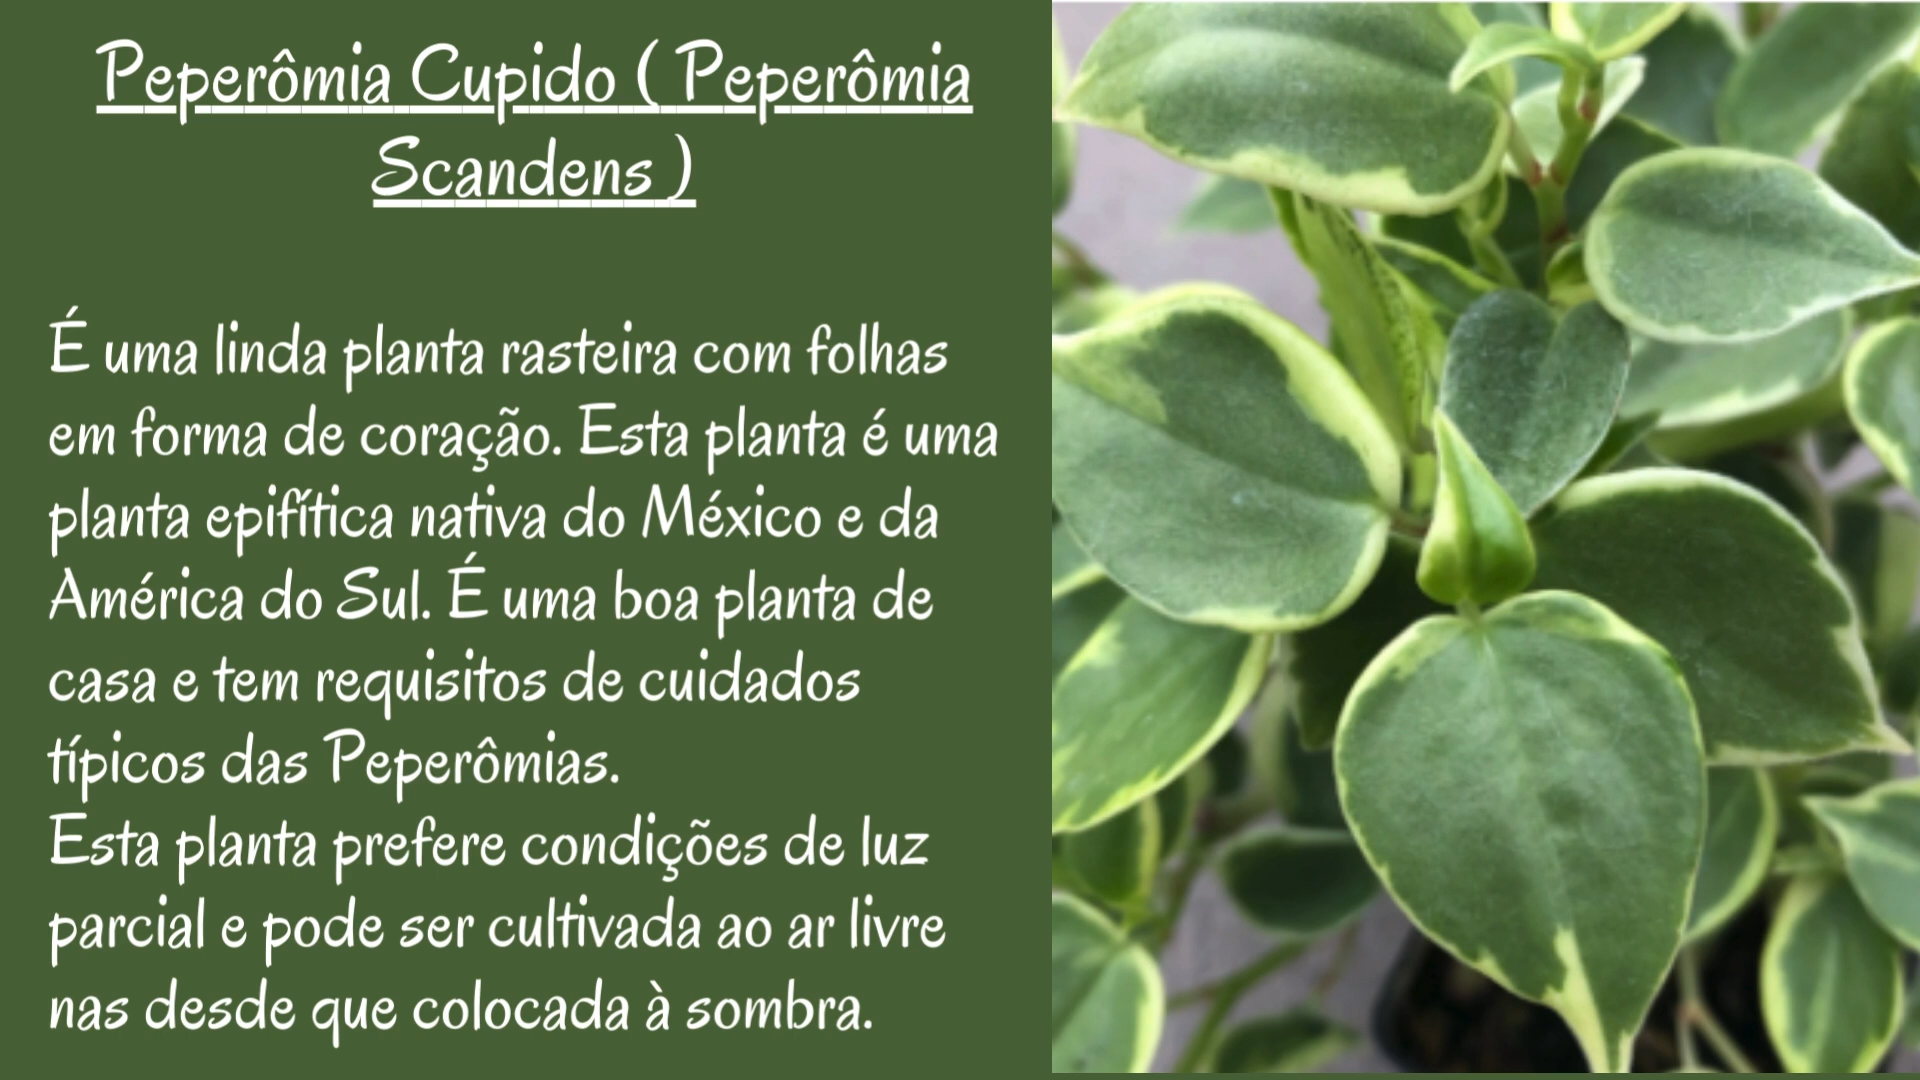 Peperômia Cupido ( Peperômia
Scandens )
É uma linda planta rasteira com folhas
em forma de coração. Esta planta é uma
planta epifítica nativa do México e da
América do Sul. É uma boa planta de
casa e tem requisitos de cuidados
típicos das Peperômias.
Esta planta prefere condições de luz
parcial e pode ser cultivada ao ar livre
nas desde que colocada à sombra.